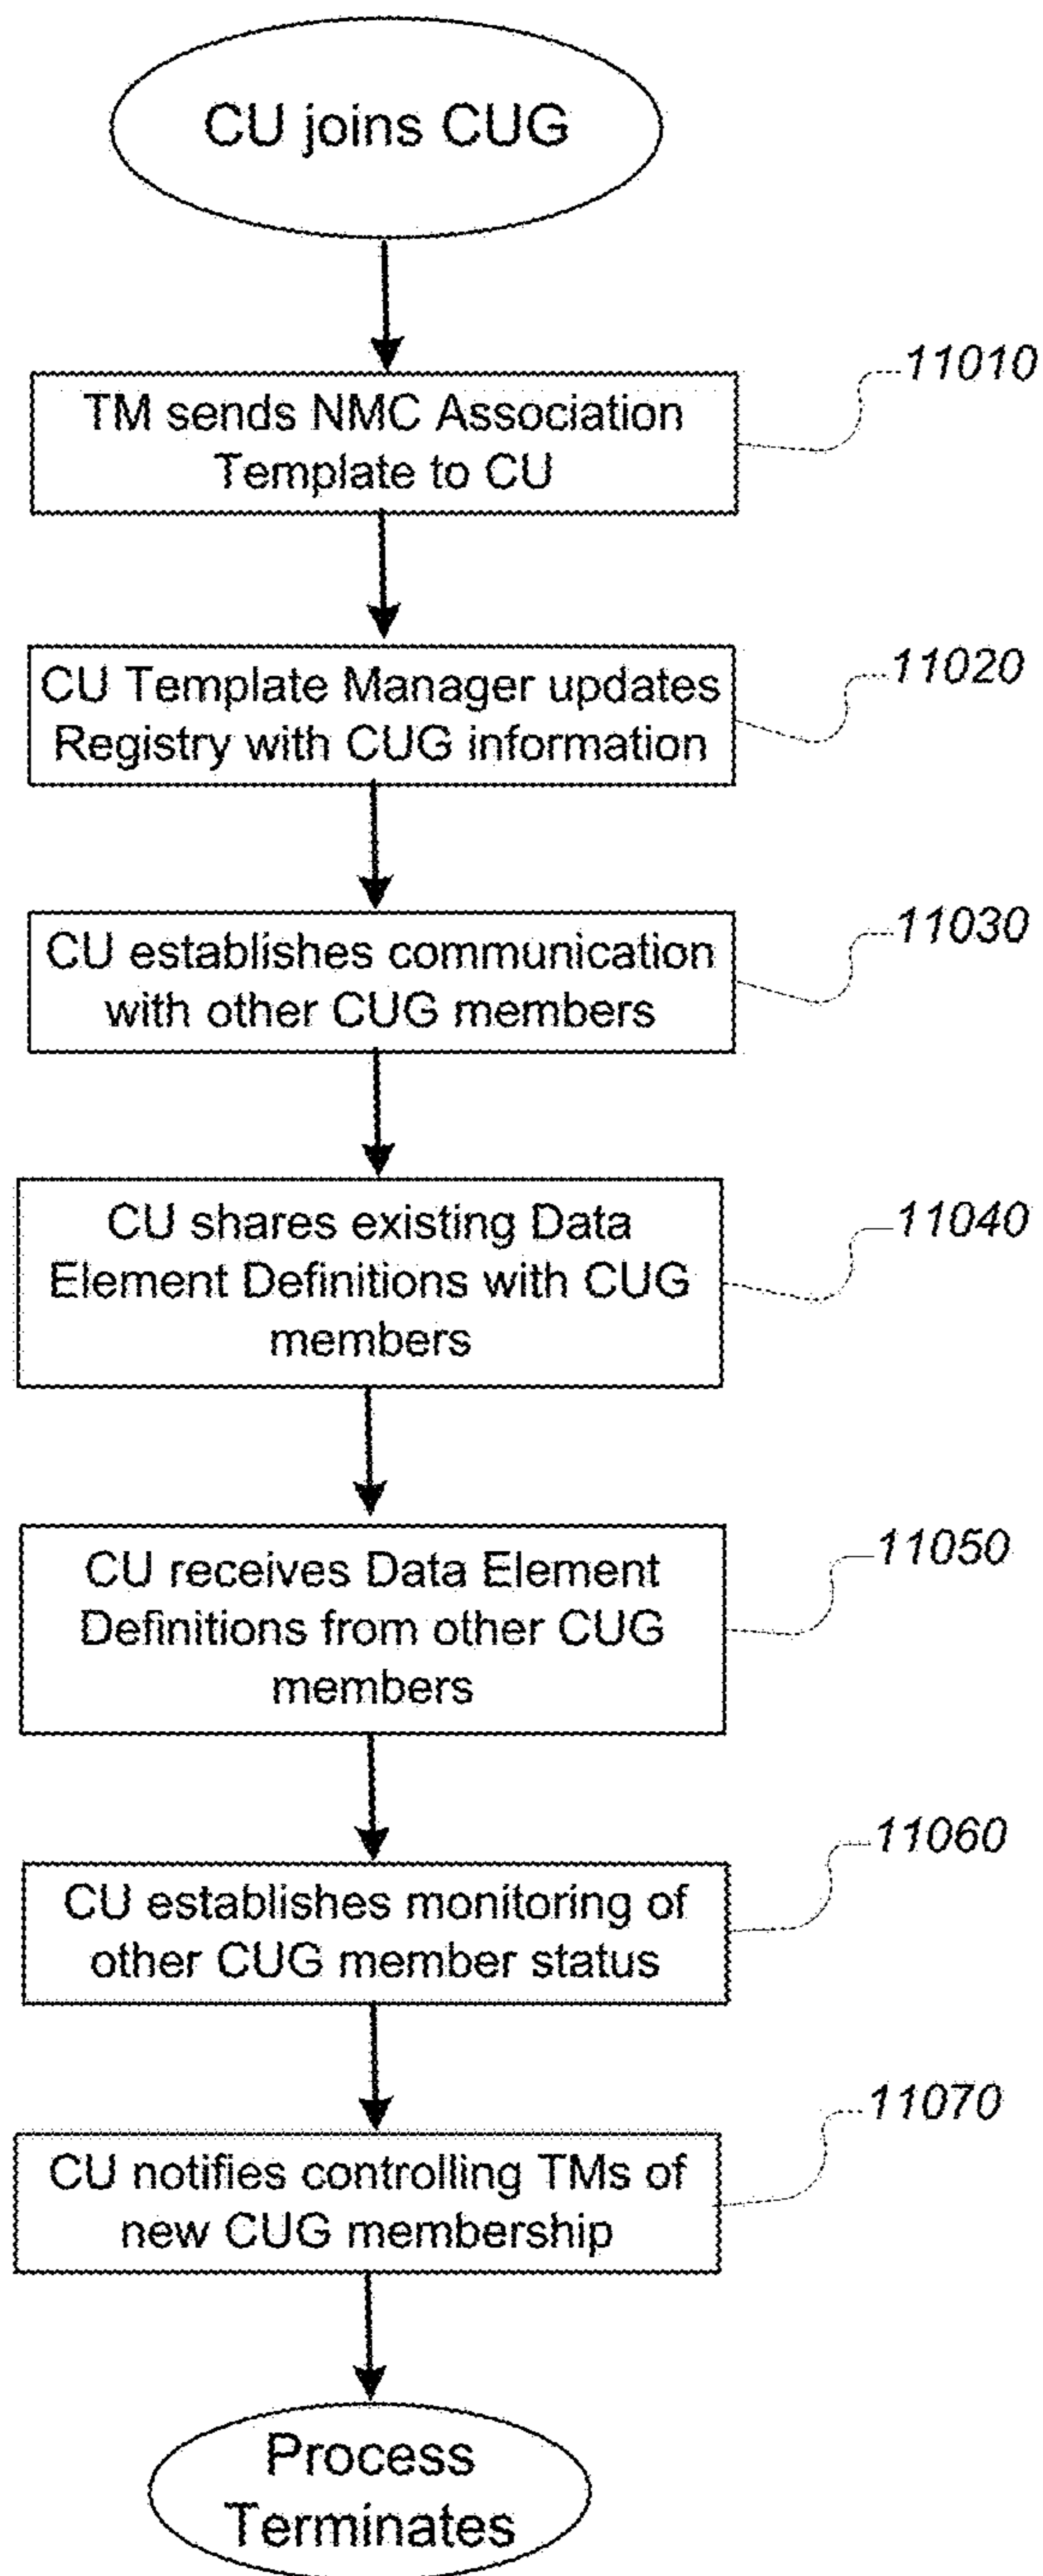 CU joins CUG
11010
TM sends NMC Association
Template to CU
11020
CU Template Manager updates
Registry with CUG information
11030
CU establishes communication
with other CUG members
11040
CU shares existing Data
Element Definitions with CUG
members
11050
CU receives Data Element
Definitions from other CUG
members
11060
CU establishes monitoring of
other CUG member status
11070
CU notifies controlling TMs of
new CUG membership
Process
Terminates